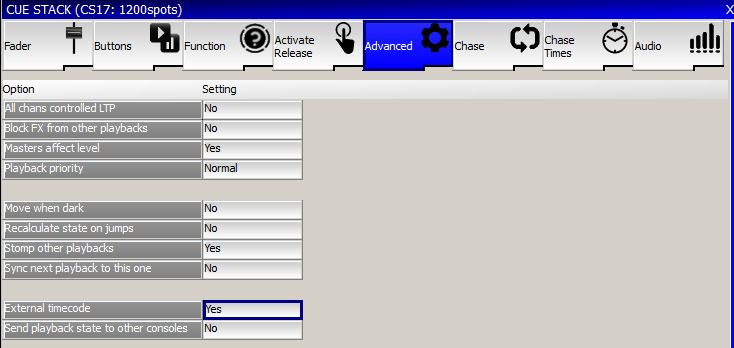 CUE STACK (CS17: 1200spots)
X
Fader
Buttons
Function
Activate
Release
Advanced
Chase
Chase
Times
Audio
Option Setting
All chans controlled LTP No
Block FX from other playbacks No
Masters affect level Yes
Playback priority Normal
Move when dark No
Recalculate state on jumps No
Stomp other playbacks Yes
Sync next playback to this one No
External timecode Yes
Send playback state to other consoles No